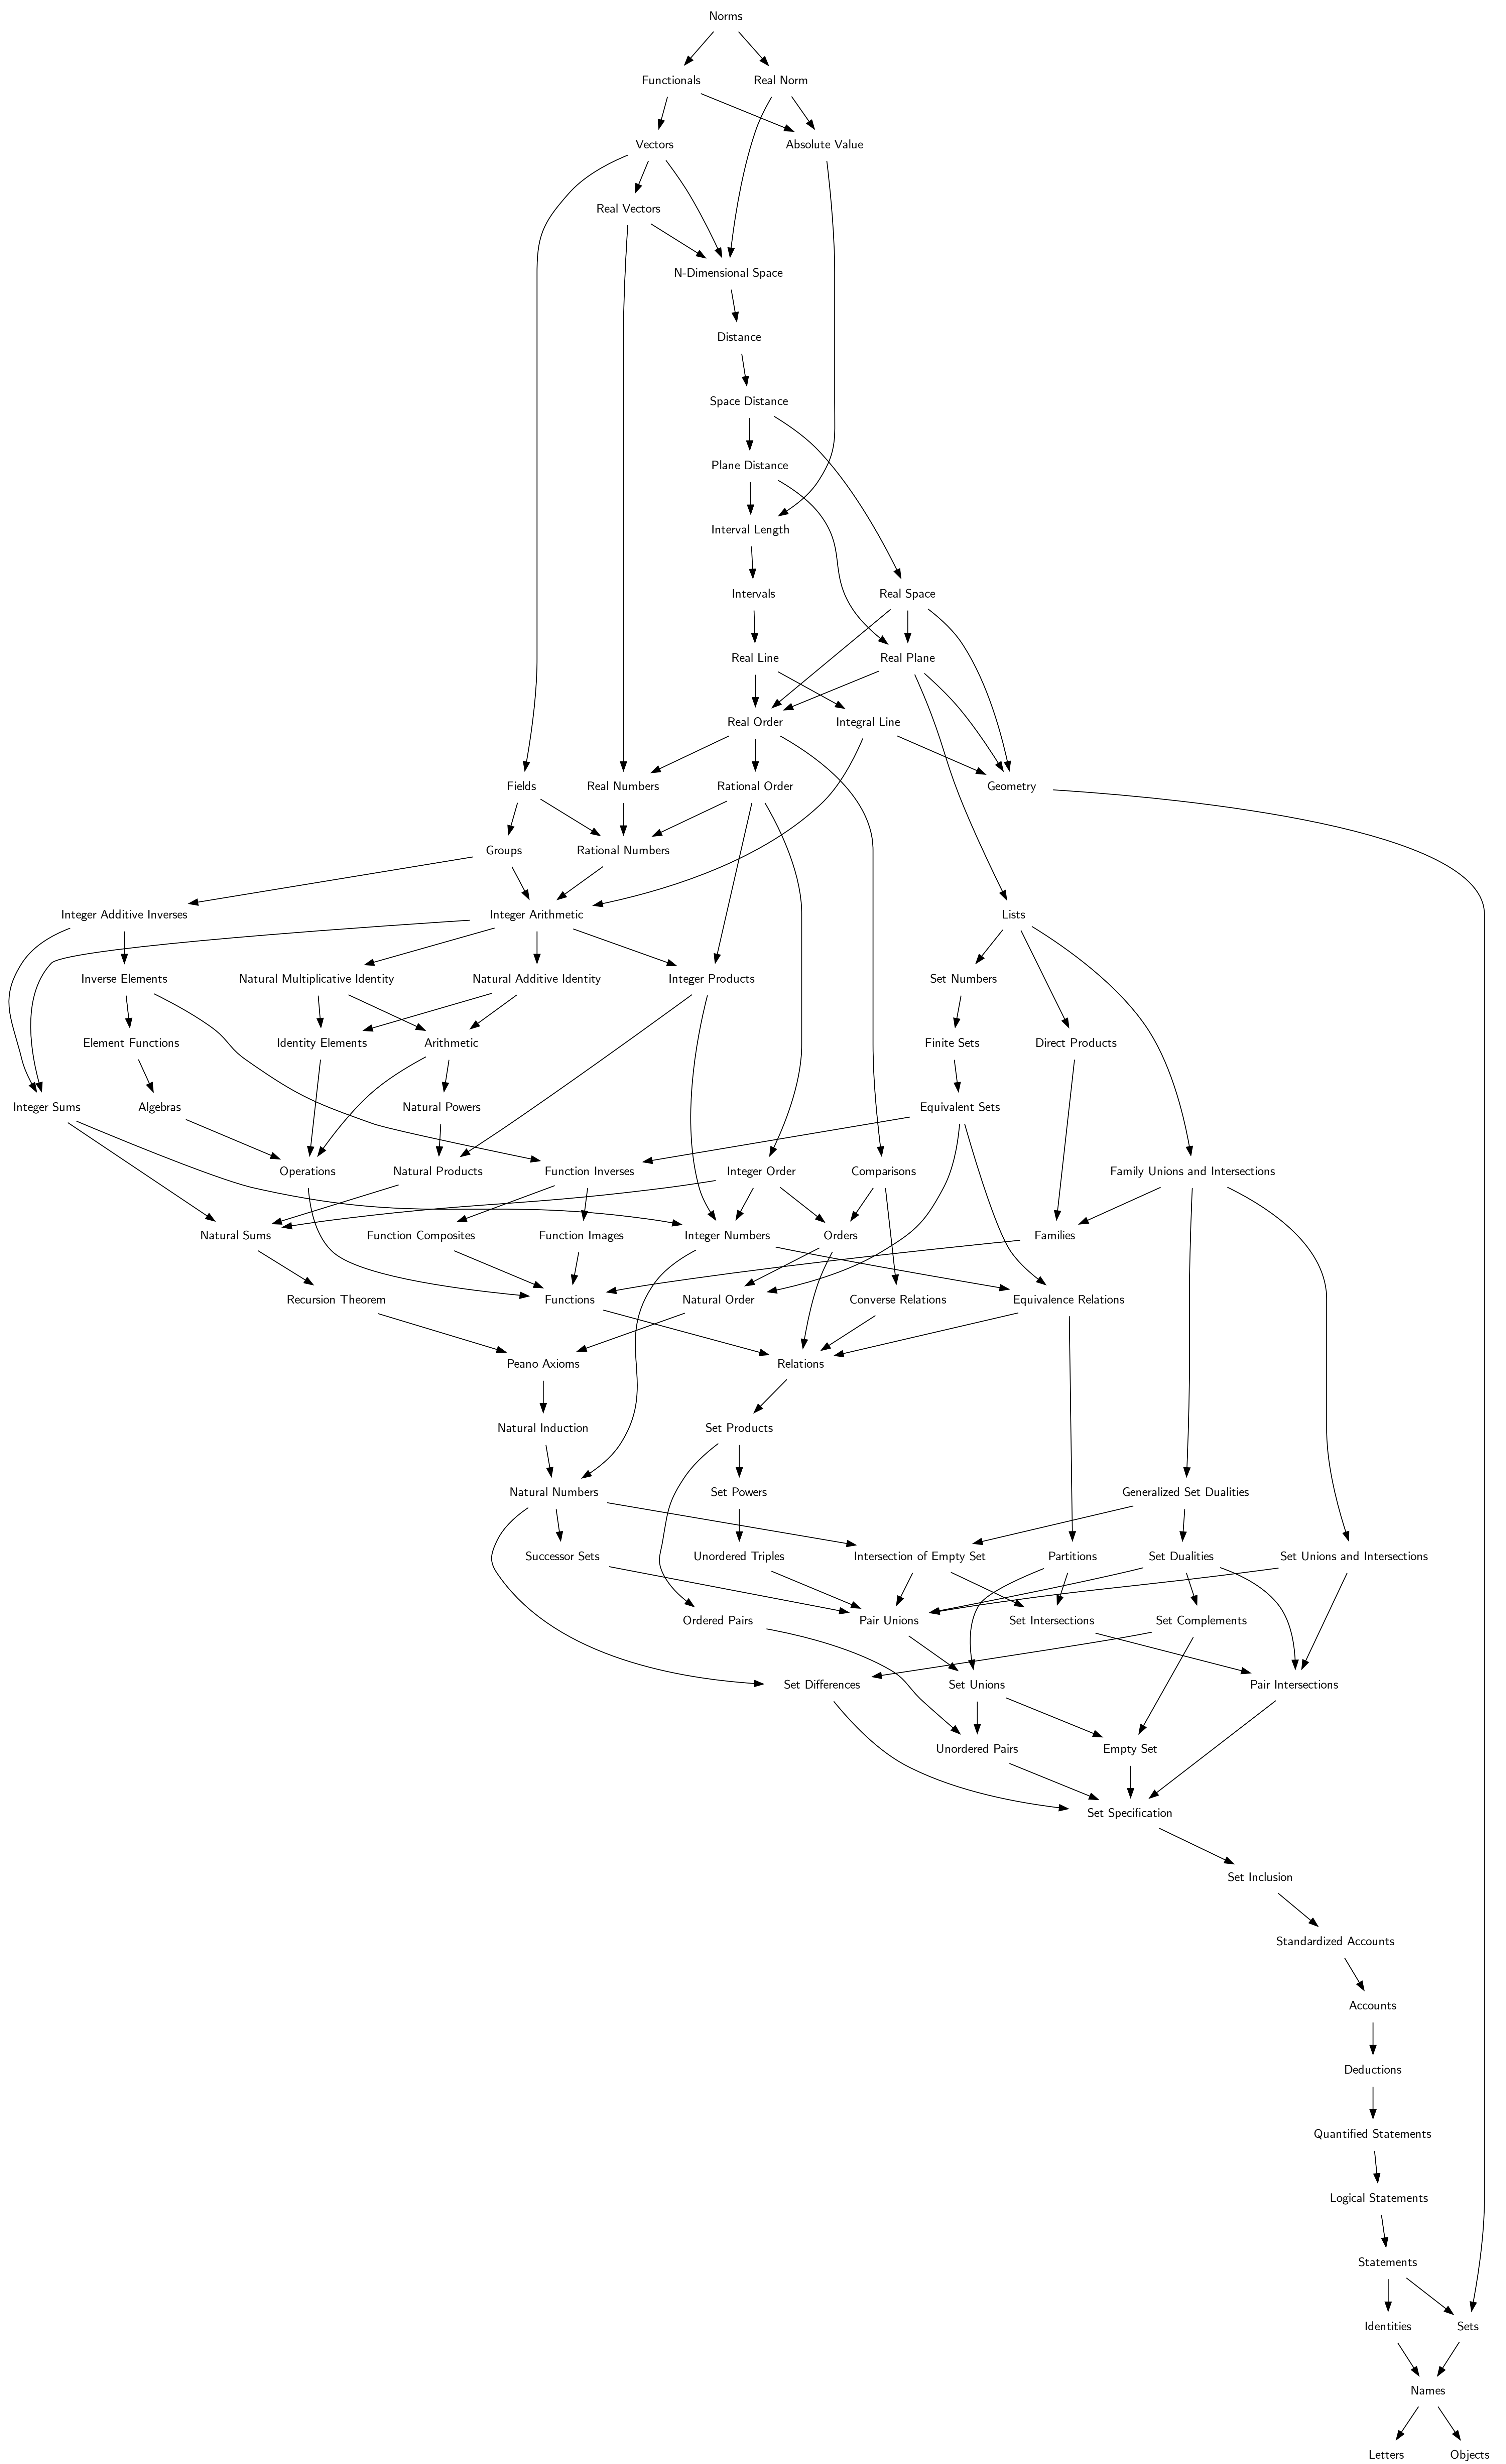 Norms
Functionals
Real Norm
Vectors
Absolute Value
Real Vectors
N-Dimensional Space
Distance
Space Distance
Plane Distance
Interval Length
Intervals
Real Space
Real Line
Real Plane
Real Order
Integral Line
Fields
Real Numbers
Rational Order
Geometry
Groups
Rational Numbers
Integer Additive Inverses
Integer Arithmetic
Lists
Inverse Elements
Natural Multiplicative Identity
Natural Additive Identity
Integer Products
Set Numbers
Element Functions
Identity Elements
Arithmetic
Finite Sets
Direct Products
Integer Sums
Algebras
Natural Powers
Equivalent Sets
Operations
Natural Products
Function Inverses
Integer Order
Comparisons
Family Unions and Intersections
Natural Sums
Function Composites
Function Images
Integer Numbers
Orders
Families
Recursion Theorem
Functions
Natural Order
Converse Relations
Equivalence Relations
Peano Axioms
Relations
Natural Induction
Set Products
Natural Numbers
Set Powers
Generalized Set Dualities
Successor Sets
Unordered Triples
Intersection of Empty Set
Partitions
Set Dualities
Set Unions and Intersections
Ordered Pairs
Pair Unions
Set Intersections
Set Complements
Set Differences
Set Unions
Pair Intersections
Unordered Pairs
Empty Set
Set Specification
Set Inclusion
Standardized Accounts
Accounts
Deductions
Quantified Statements
Logical Statements
Statements
Identities
Sets
Names
Letters
Objects